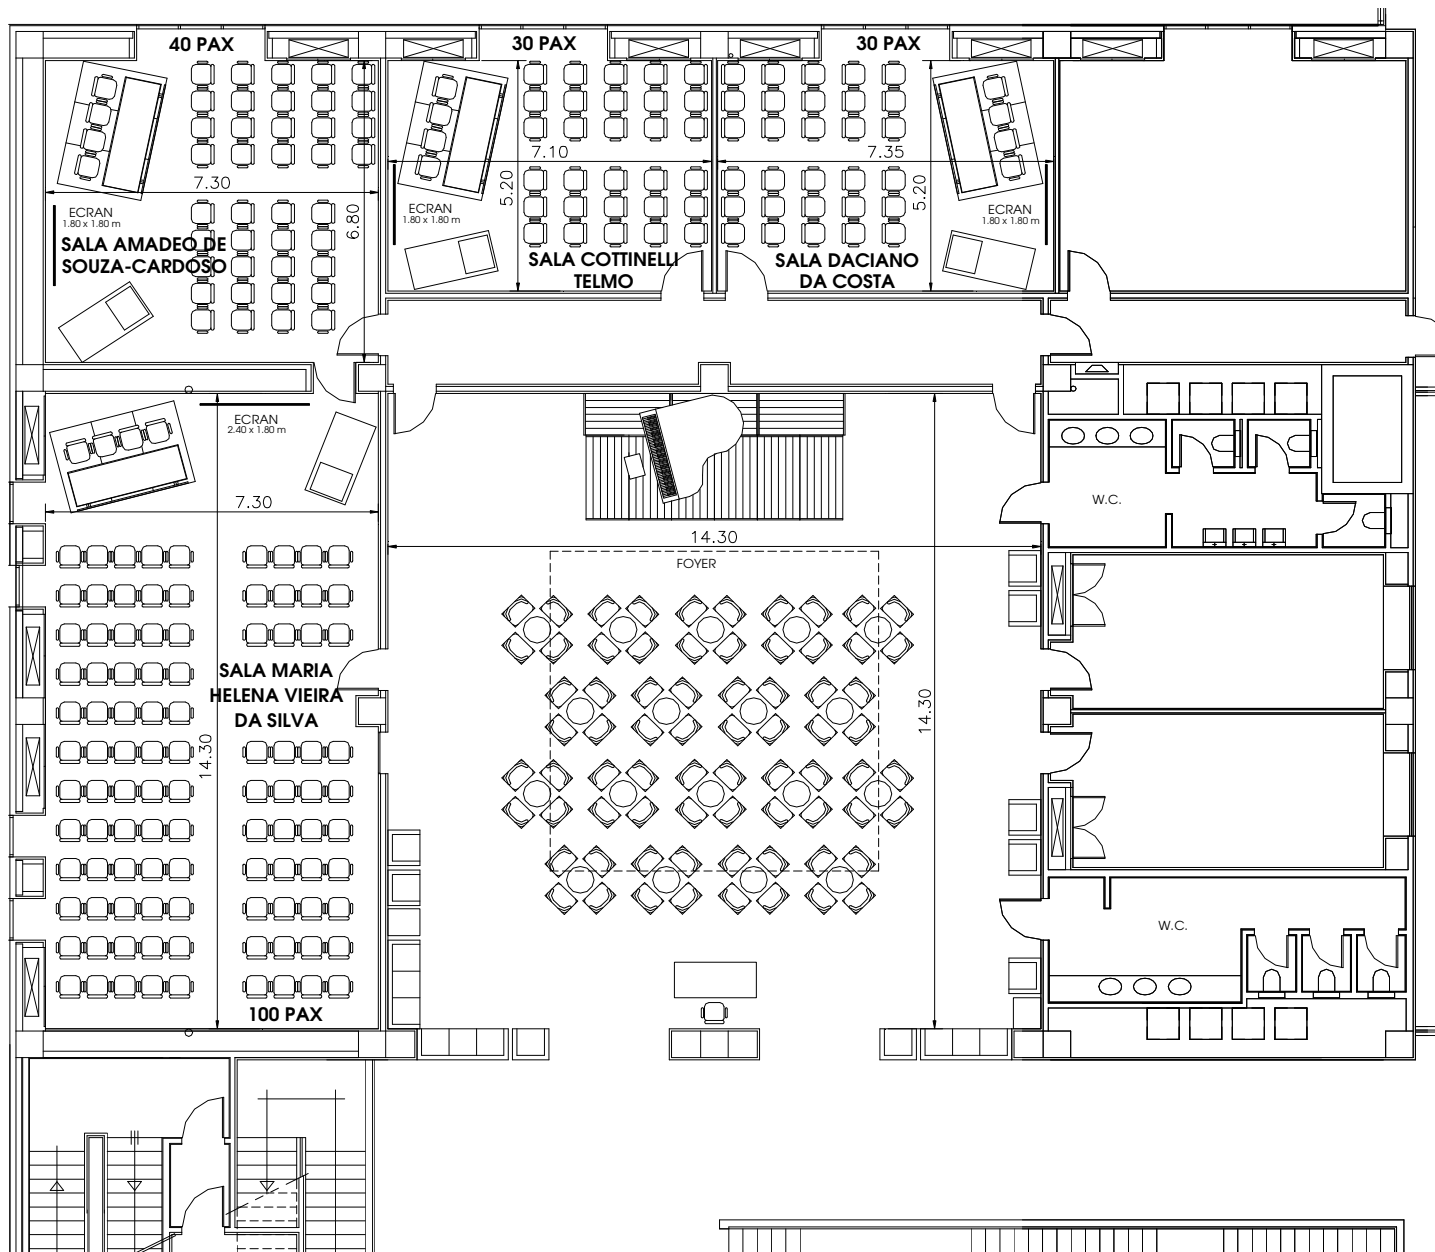 40 PAX
30 PAX
30 PAX
7.30
6.80
ECRAN
1.80 x 1.80 m
SALA AMADEO DE
SOUZA-CARDOSO
7.10
5.20
ECRAN
1.80 x 1.80 m
SALA COTTINELLI
TELMO
7.35
5.20
ECRAN
1.80 x 1.80 m
SALA DACIANO
DA COSTA
ECRAN
2.40 x 1.80 m
7.30
SALA MARIA
HELENA VIEIRA
DA SILVA
14.30
100 PAX
14.30
FOYER
14.30
W.C.
W.C.